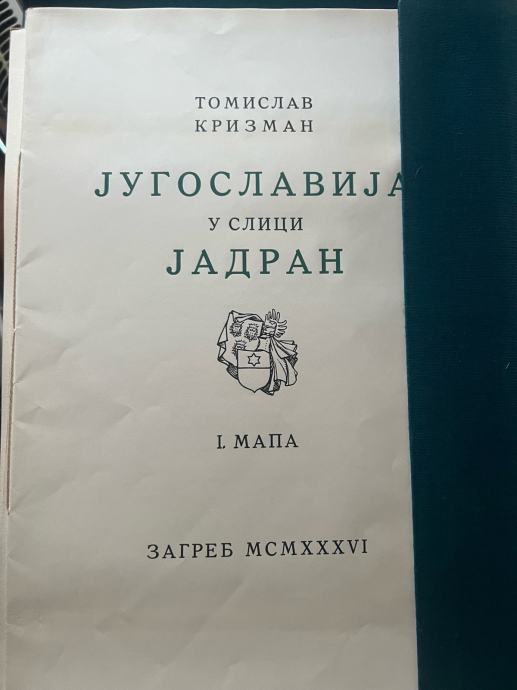 ТОМИСЛАВ
КРИЗМАН
ЈУГОСЛАВИЈА
У СЛИЦИ
ЈАДРАН
I. МАПА
ЗАГРЕБ MCMXXXVI